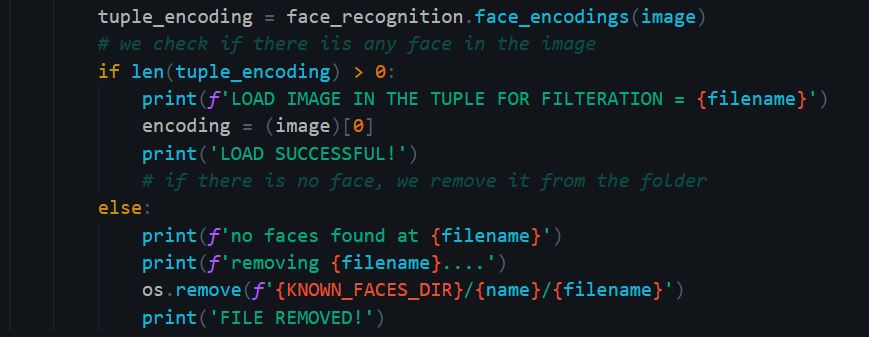 tuple_encoding = face_recognition.face_encodings(image)
# we check if there iis any face in the image
if len(tuple_encoding) > 0:
    print(f'LOAD IMAGE IN THE TUPLE FOR FILTERATION = {filename}')
    encoding = (image)[0]
    print('LOAD SUCCESSFUL!')
    # if there is no face, we remove it from the folder
else:
    print(f'no faces found at {filename}')
    print(f'removing {filename}....')
    os.remove(f'{KNOWN_FACES_DIR}/{name}/{filename}')
    print('FILE REMOVED!')